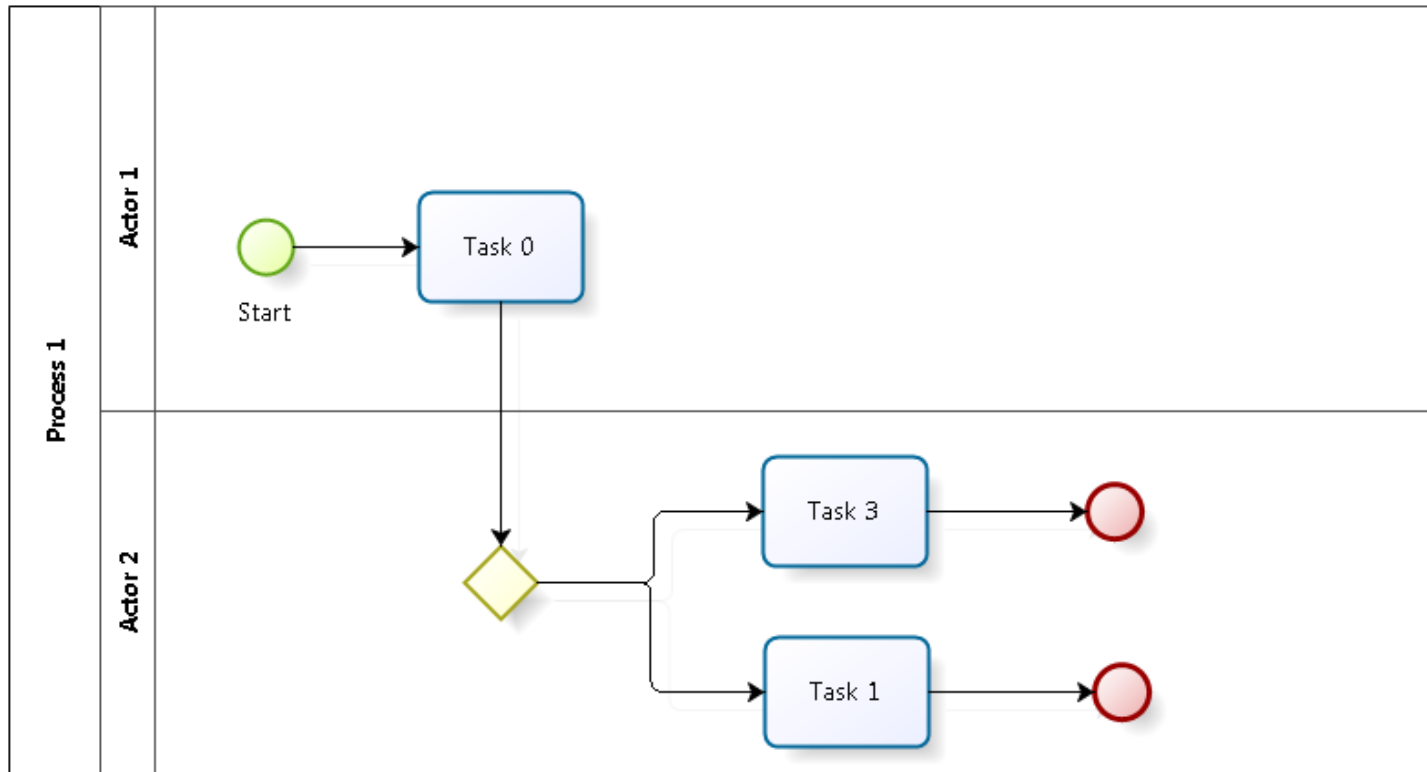 Process 1
Actor 1
Start
Task 0
Actor 2
Task 3
Task 1